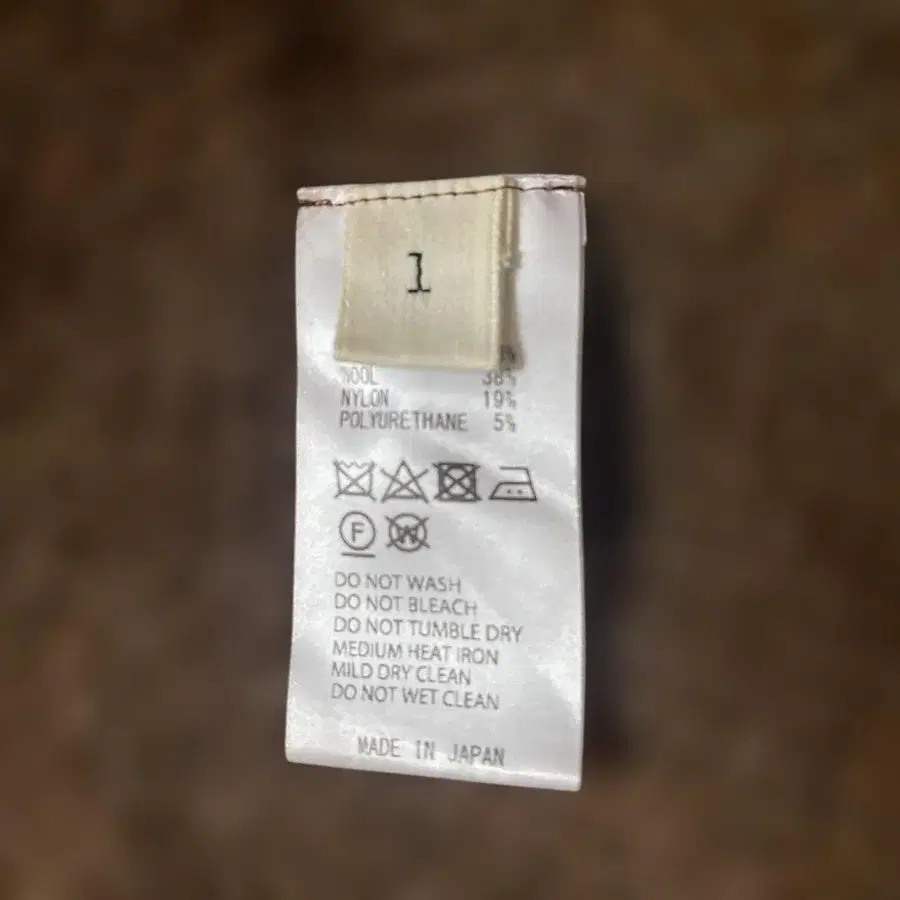 1
WOOL 38%
NYLON 19%
POLYURETHANE 5%
F
W
DO NOT WASH
DO NOT BLEACH
DO NOT TUMBLE DRY
MEDIUM HEAT IRON
MILD DRY CLEAN
DO NOT WET CLEAN
MADE IN JAPAN